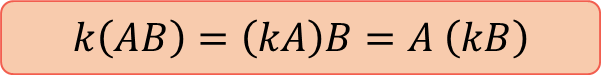 k(AB) = (kA)B = A (kB)